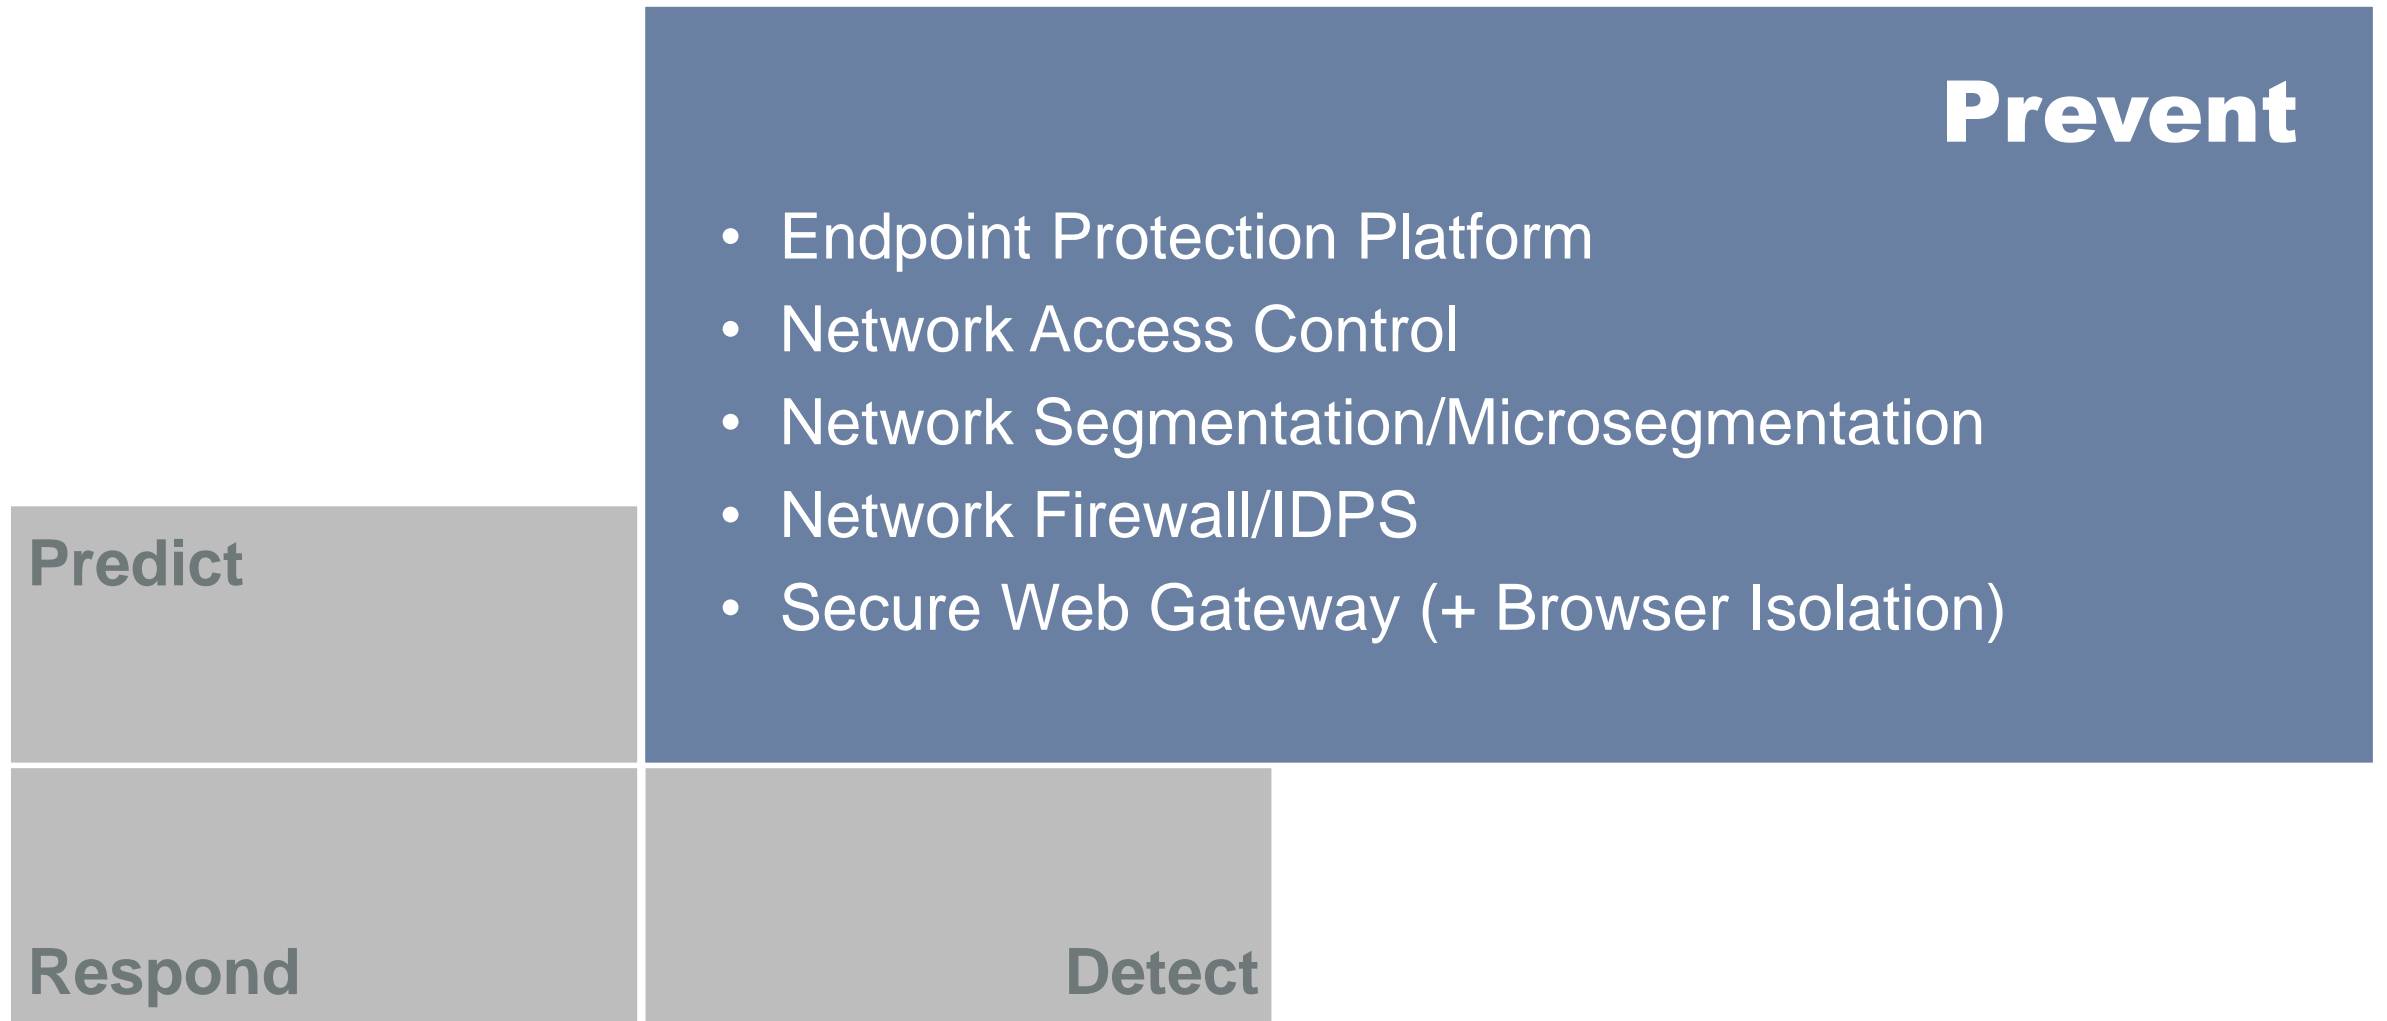 Prevent
• Endpoint Protection Platform
• Network Access Control
• Network Segmentation/Microsegmentation
• Network Firewall/IDPS
• Secure Web Gateway (+ Browser Isolation)
Predict
Respond
Detect